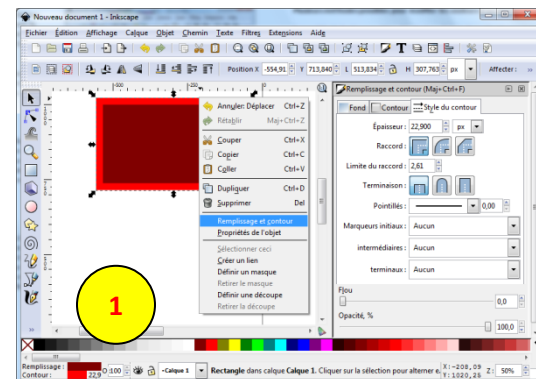 Nouveau document 1 - Inkscape
Fichier Édition Affichage Calque Objet Chemin Texte Filtres Extensions Aide
Position X -554,91 Y 713,840 L 513,834 H 307,763 px Affecter :
Annuler: Déplacer Ctrl+Z
Rétablir Maj+Ctrl+Z
Couper Ctrl+X
Copier Ctrl+C
Coller Ctrl+V
Dupliquer Ctrl+D
Supprimer Del
Remplissage et contour
Propriétés de l'objet
Sélectionner ceci
Créer un lien
Définir un masque
Retirer le masque
Définir une découpe
Retirer la découpe
Remplissage et contour (Maj+Ctrl+F)
Fond Contour Style du contour
Épaisseur : 22,900 px
Raccord :
Limite du raccord : 2,61
Terminaison :
Pointillés : 0,00
Marqueurs initiaux : Aucun
intermédiaires : Aucun
terminaux : Aucun
Flou
0,0
Opacité, %
100,0
1
Remplissage :
Contour : 22,9 O: 100 -Calque 1 Rectangle dans calque Calque 1. Cliquer sur la sélection pour alterner e X: -208,09 Y: 1020,25 Z: 50%